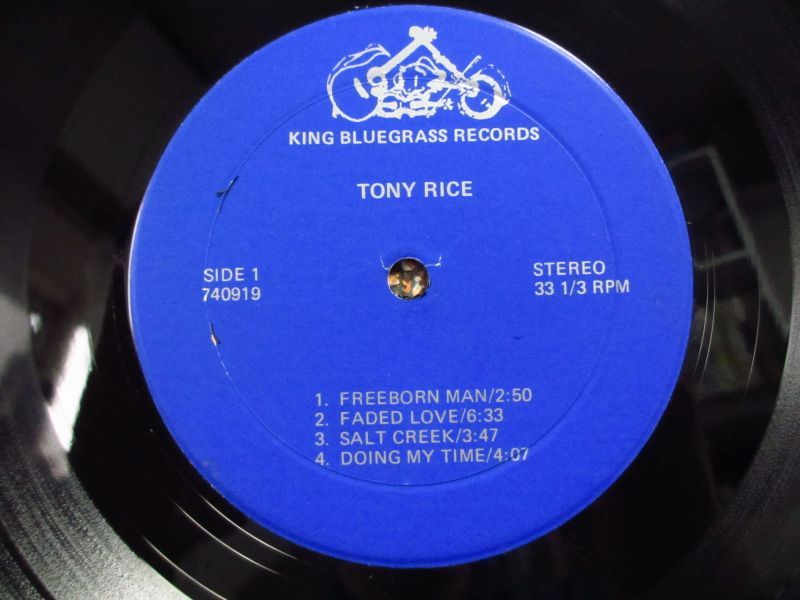 KING BLUEGRASS RECORDS
TONY RICE
SIDE 1
740919
STEREO
33 1/3 RPM
1. FREEBORN MAN/2:50
2. FADED LOVE/6:33
3. SALT CREEK/3:47
4. DOING MY TIME/4:07